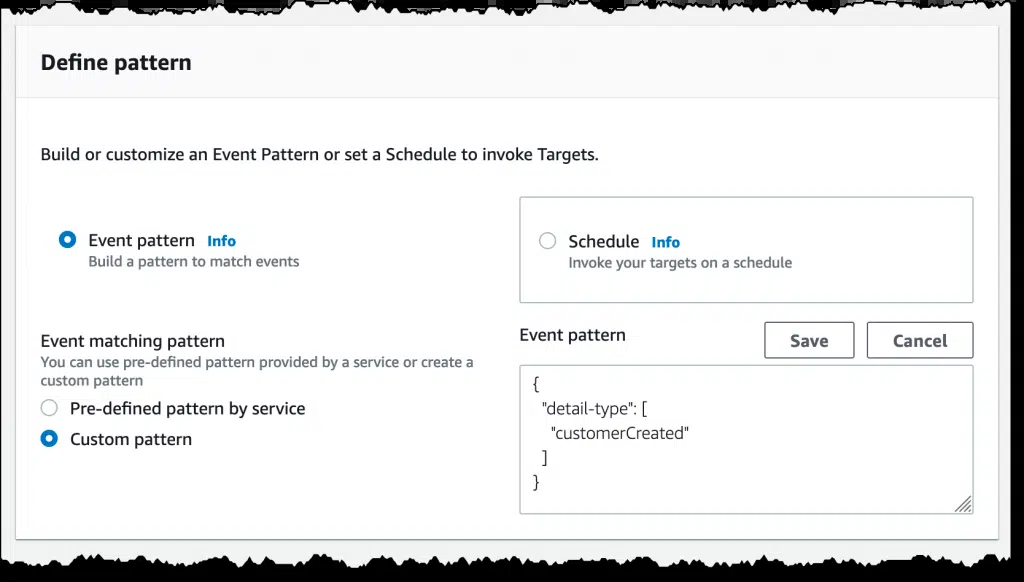 Define pattern
Build or customize an Event Pattern or set a Schedule to invoke Targets.
Event pattern Info
Build a pattern to match events
Schedule Info
Invoke your targets on a schedule
Event matching pattern
You can use pre-defined pattern provided by a service or create a
custom pattern
Pre-defined pattern by service
Custom pattern
Event pattern
Save
Cancel
{
"detail-type": [
"customerCreated"
]
}